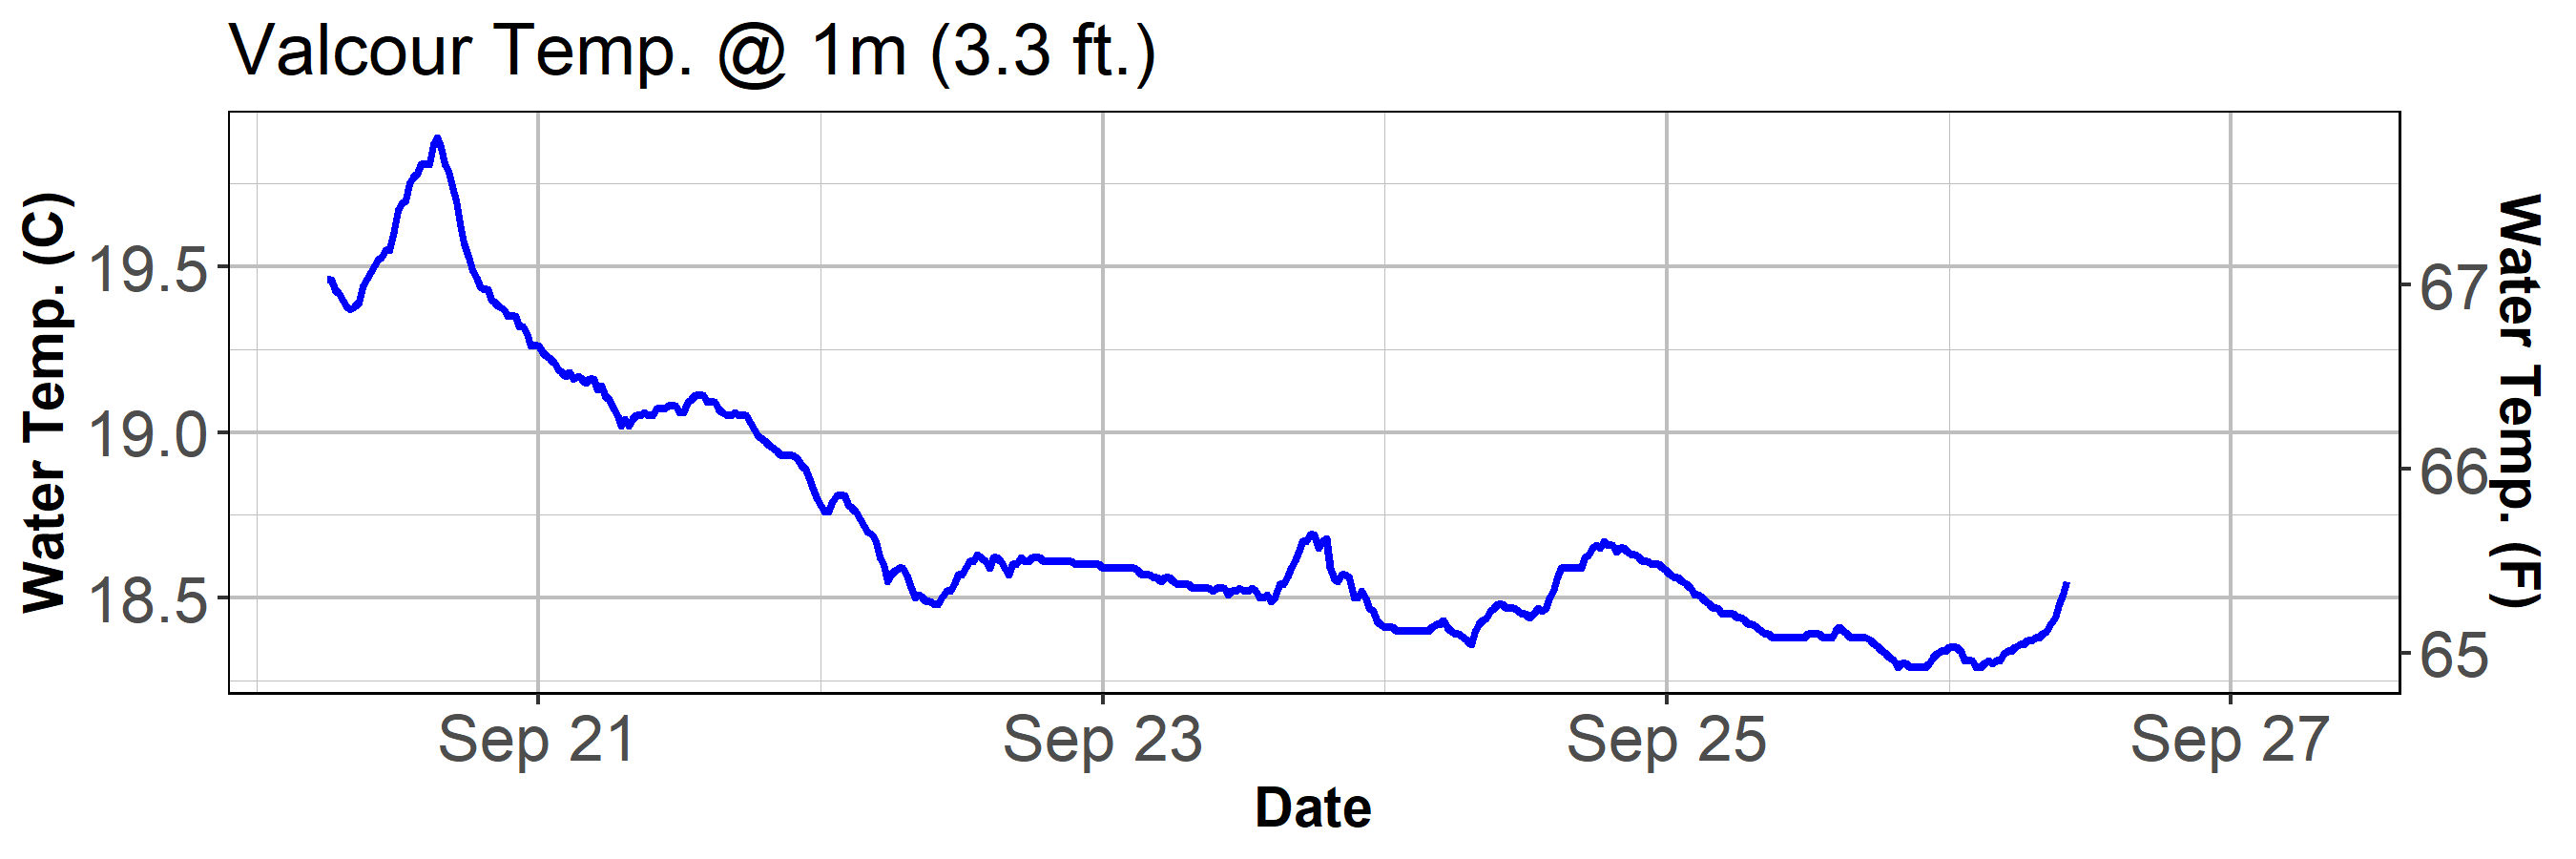 Valcour Temp. @ 1m (3.3 ft.)
Water Temp. (C)
19.5
19.0
18.5
67
66
65
Water Temp. (F)
Sep 21
Sep 23
Sep 25
Sep 27
Date